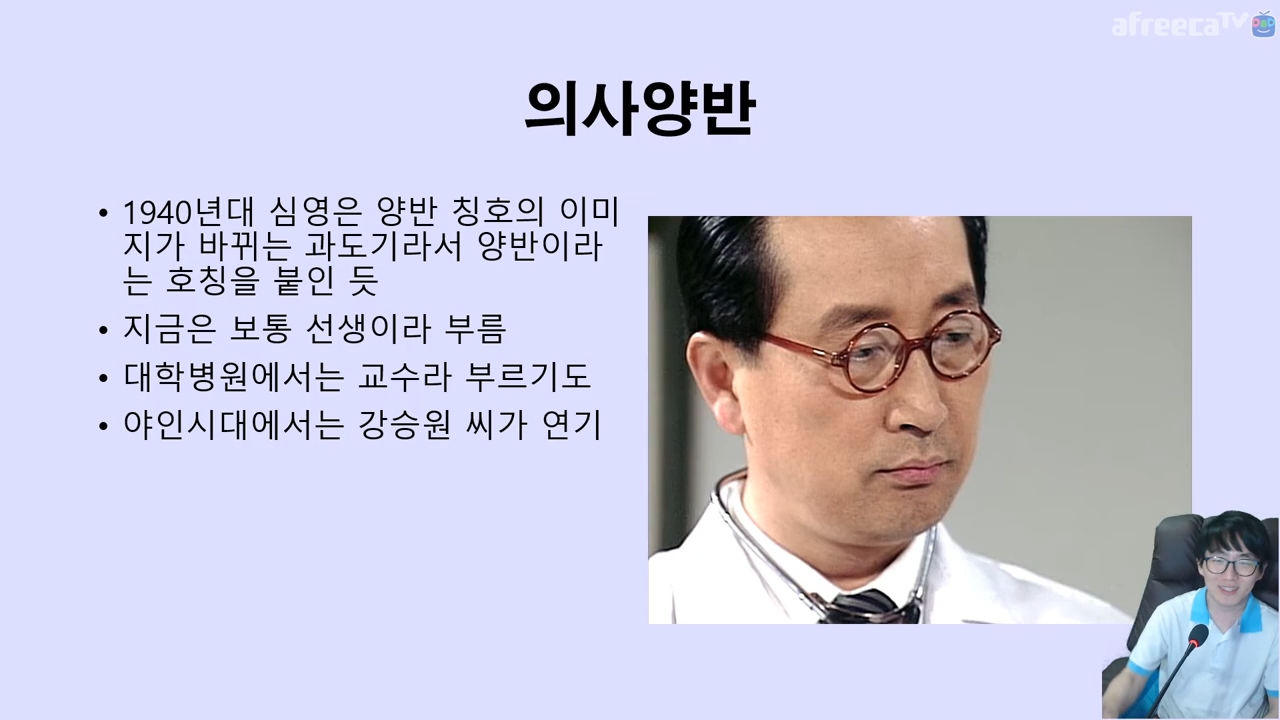 afreecaTV
의사양반
• 1940년대 심영은 양반 칭호의 이미
지가 바뀌는 과도기라서 양반이라
는 호칭을 붙인 듯
• 지금은 보통 선생이라 부름
• 대학병원에서는 교수라 부르기도
• 야인시대에서는 강승원 씨가 연기